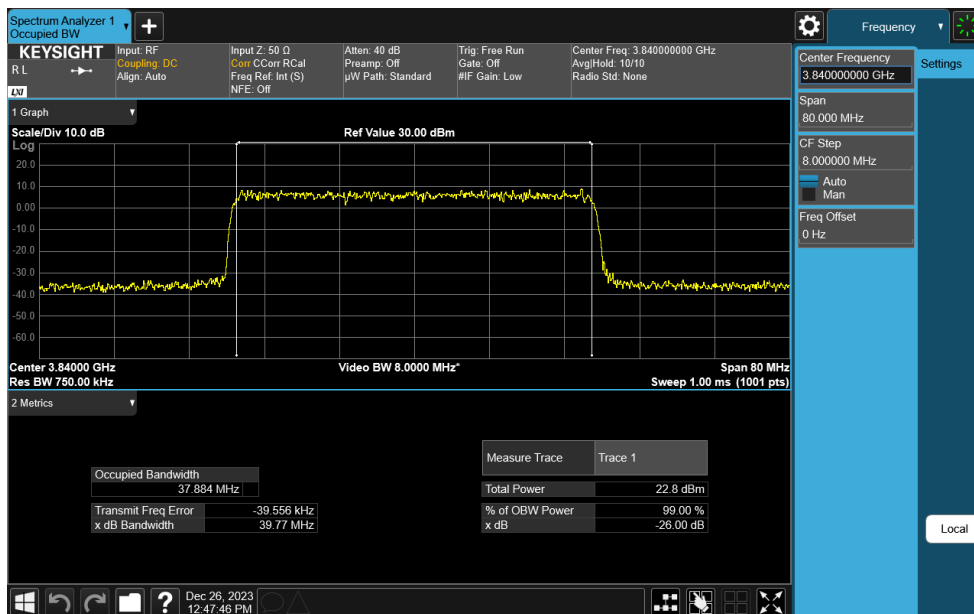 Spectrum Analyzer 1
Occupied BW
+
Frequency
KEYSIGHT
R L
LXI
Input: RF
Coupling: DC
Align: Auto
Input Z: 50 Ω
Corr CCorr RCal
Freq Ref: Int (S)
NFE: Off
Atten: 40 dB
Preamp: Off
µW Path: Standard
Trig: Free Run
Gate: Off
#IF Gain: Low
Center Freq: 3.840000000 GHz
Avg|Hold: 10/10
Radio Std: None
Center Frequency
3.840000000 GHz
Settings
Span
80.000 MHz
CF Step
8.000000 MHz
Auto
Man
Freq Offset
0 Hz
Local
1 Graph
Scale/Div 10.0 dB
Ref Value 30.00 dBm
Log
20.0
10.0
0.00
-10.0
-20.0
-30.0
-40.0
-50.0
-60.0
Center 3.84000 GHz
Video BW 8.0000 MHz*
Span 80 MHz
Res BW 750.00 kHz
Sweep 1.00 ms (1001 pts)
2 Metrics
Measure Trace
Trace 1
Occupied Bandwidth
37.884 MHz
Total Power
22.8 dBm
Transmit Freq Error
-39.556 kHz
% of OBW Power
99.00 %
x dB Bandwidth
39.77 MHz
x dB
-26.00 dB
?
Dec 26, 2023
12:47:46 PM